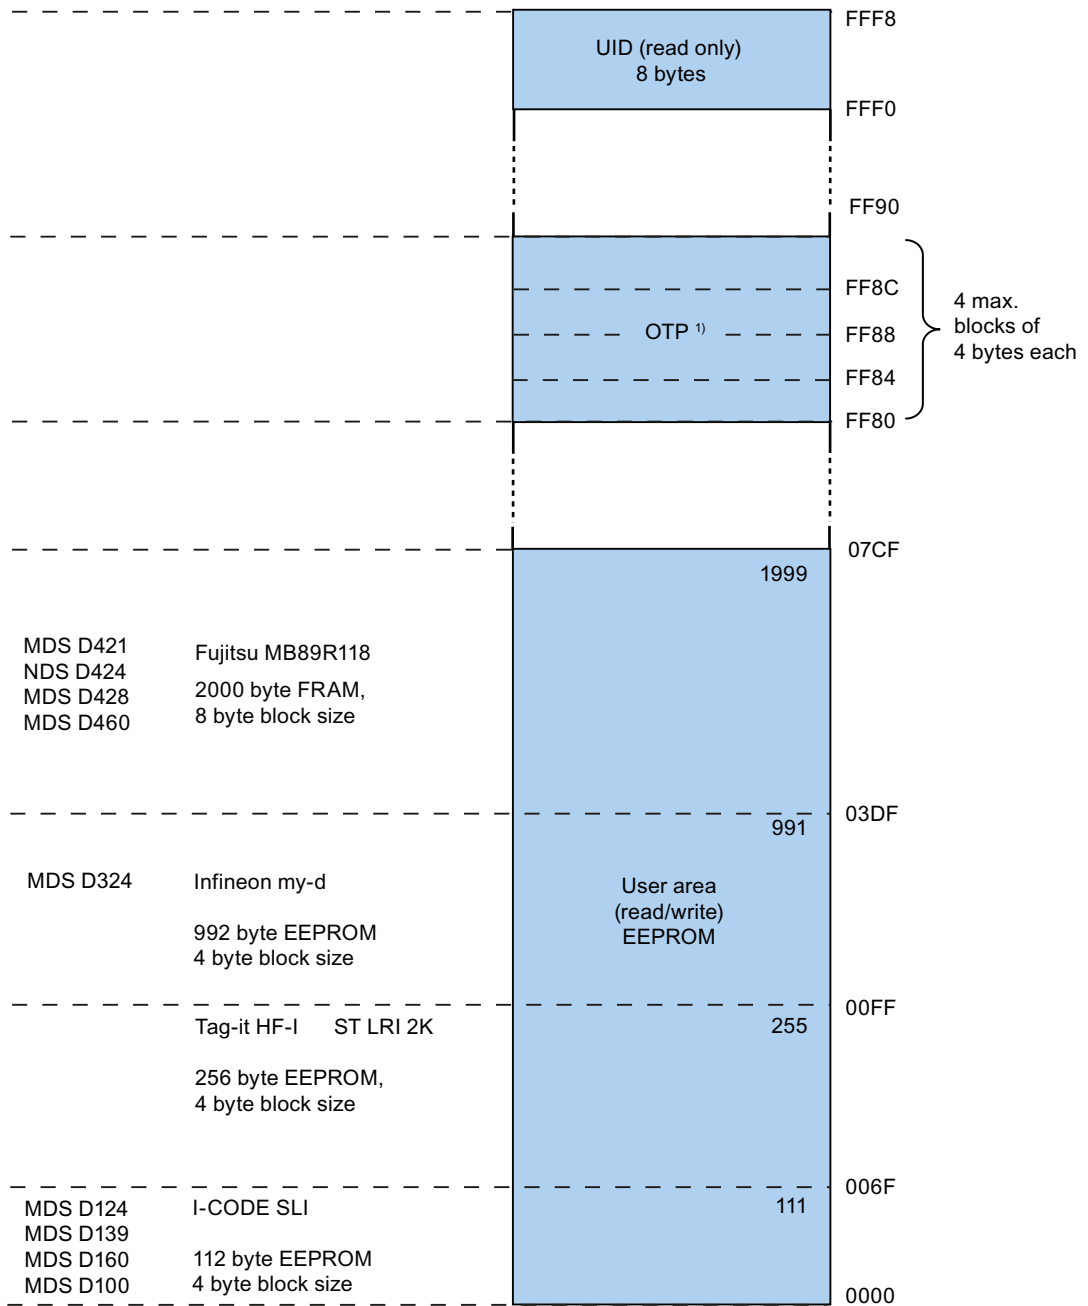 FFF8
UID (read only)
8 bytes
FFF0
FF90
FF8C
OTP 1)
FF88
FF84
FF80
4 max.
blocks of
4 bytes each
07CF
1999
MDS D421
NDS D424
MDS D428
MDS D460
Fujitsu MB89R118
2000 byte FRAM,
8 byte block size
03DF
991
MDS D324
Infineon my-d
992 byte EEPROM
4 byte block size
User area
(read/write)
EEPROM
00FF
255
Tag-it HF-I ST LRI 2K
256 byte EEPROM,
4 byte block size
006F
111
MDS D124
MDS D139
MDS D160
MDS D100
I-CODE SLI
112 byte EEPROM
4 byte block size
0000